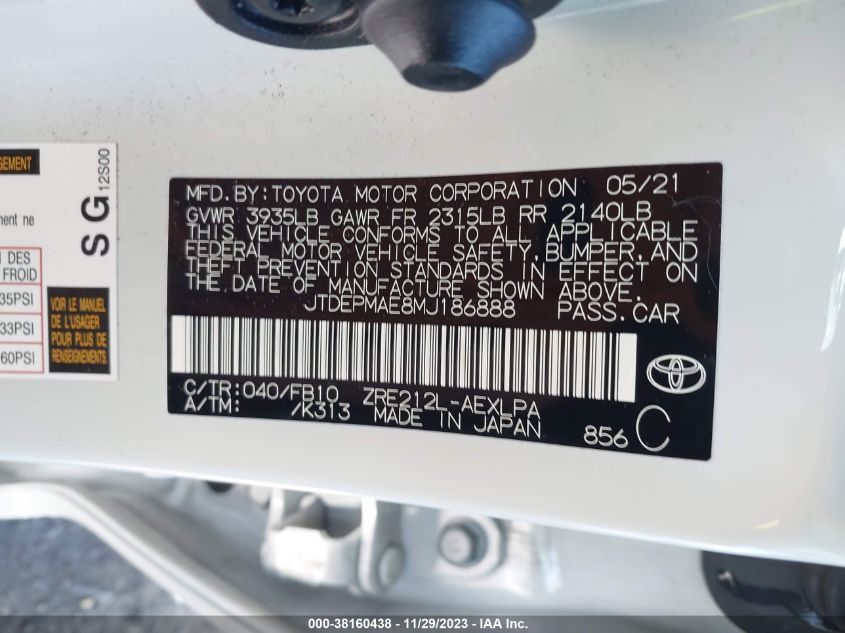 GEMENT
ment ne
I DES
FROID
35PSI
33PSI
60PSI
VOIR LE MANUEL
DE L'USAGER
POUR PLUS DE
RENSEIGNEMENTS.
S G 12S00
MFD.BY:TOYOTA MOTOR CORPORATION 05/21
GVWR 3935LB GAWR FR 2315LB RR 2140LB
THIS VEHICLE CONFORMS TO ALL APPLICABLE
FEDERAL MOTOR VEHICLE SAFETY,BUMPER,AND
THEFT PREVENTION STANDARDS IN EFFECT ON
THE DATE OF MANUFACTURE SHOWN ABOVE.
JTDEPMAE8MJ186888 PASS.CAR
C/TR:040/FB10 ZRE212L-AEXLPA
A/TM: /K313 MADE IN JAPAN 856 C
000-38160438 - 11/29/2023 - IAA Inc.